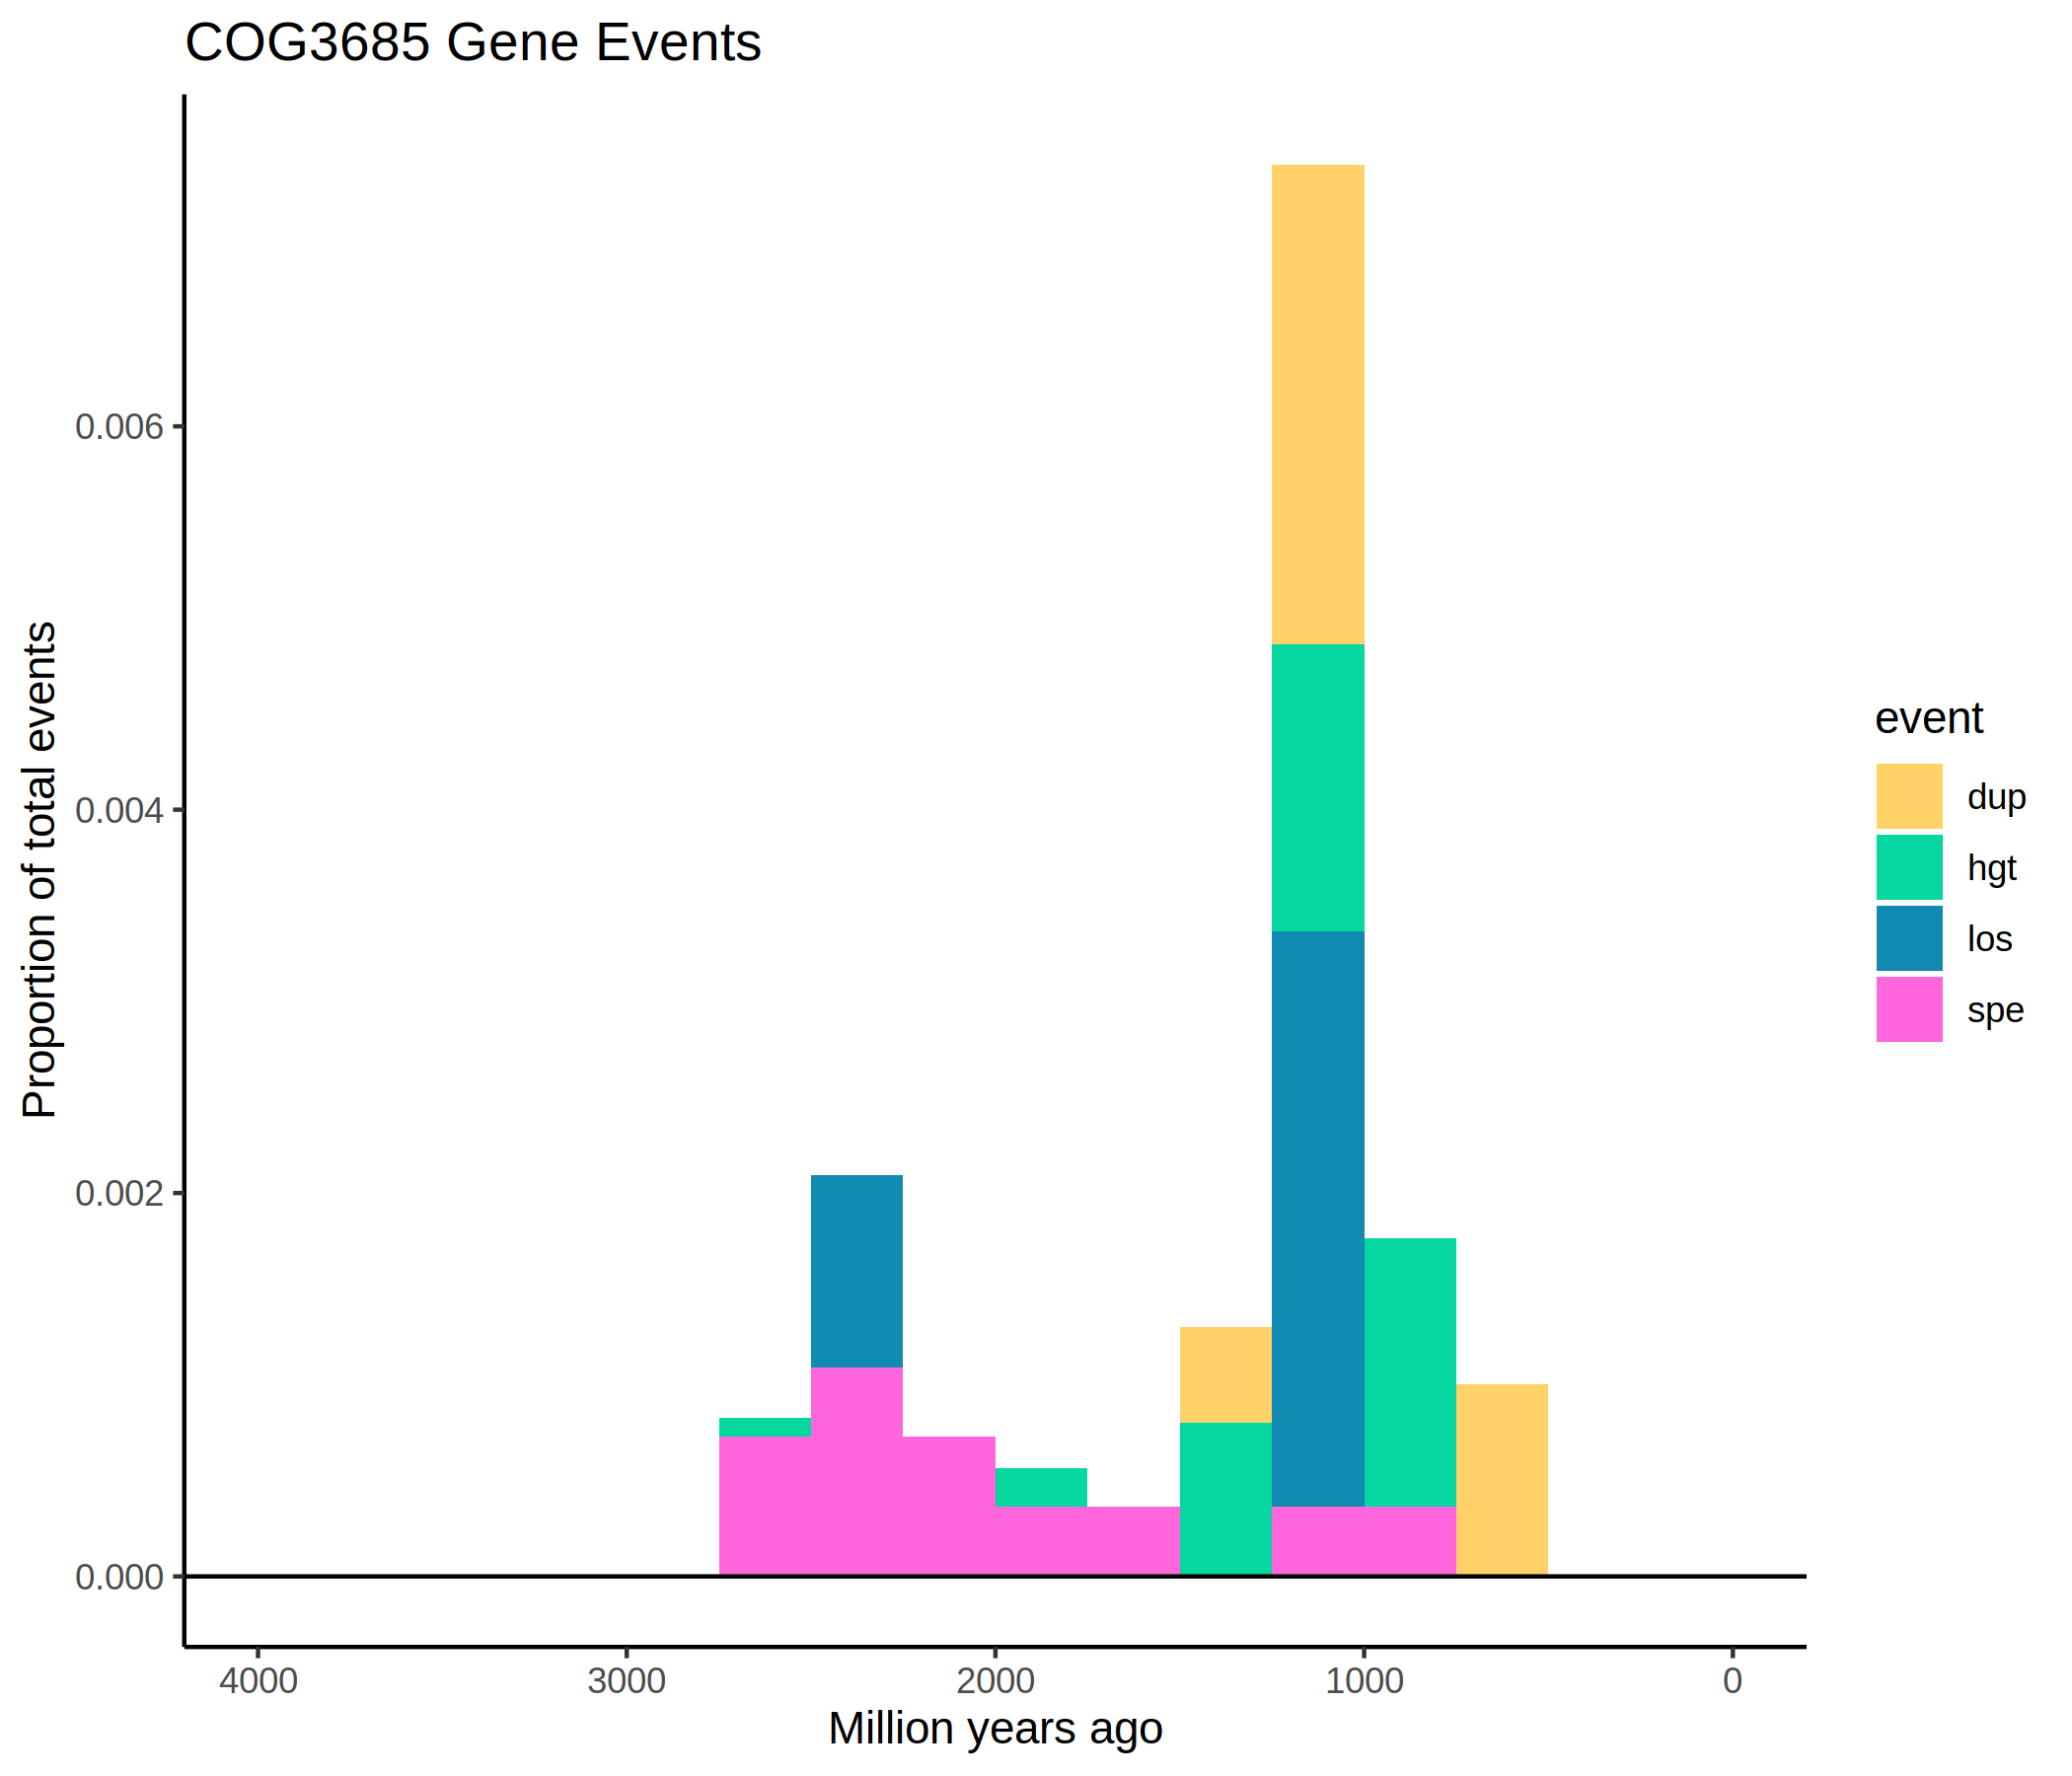 COG3685 Gene Events
Proportion of total events
0.006
0.004
0.002
0.000
4000 3000 2000 1000 0
Million years ago
event
dup
hgt
los
spe